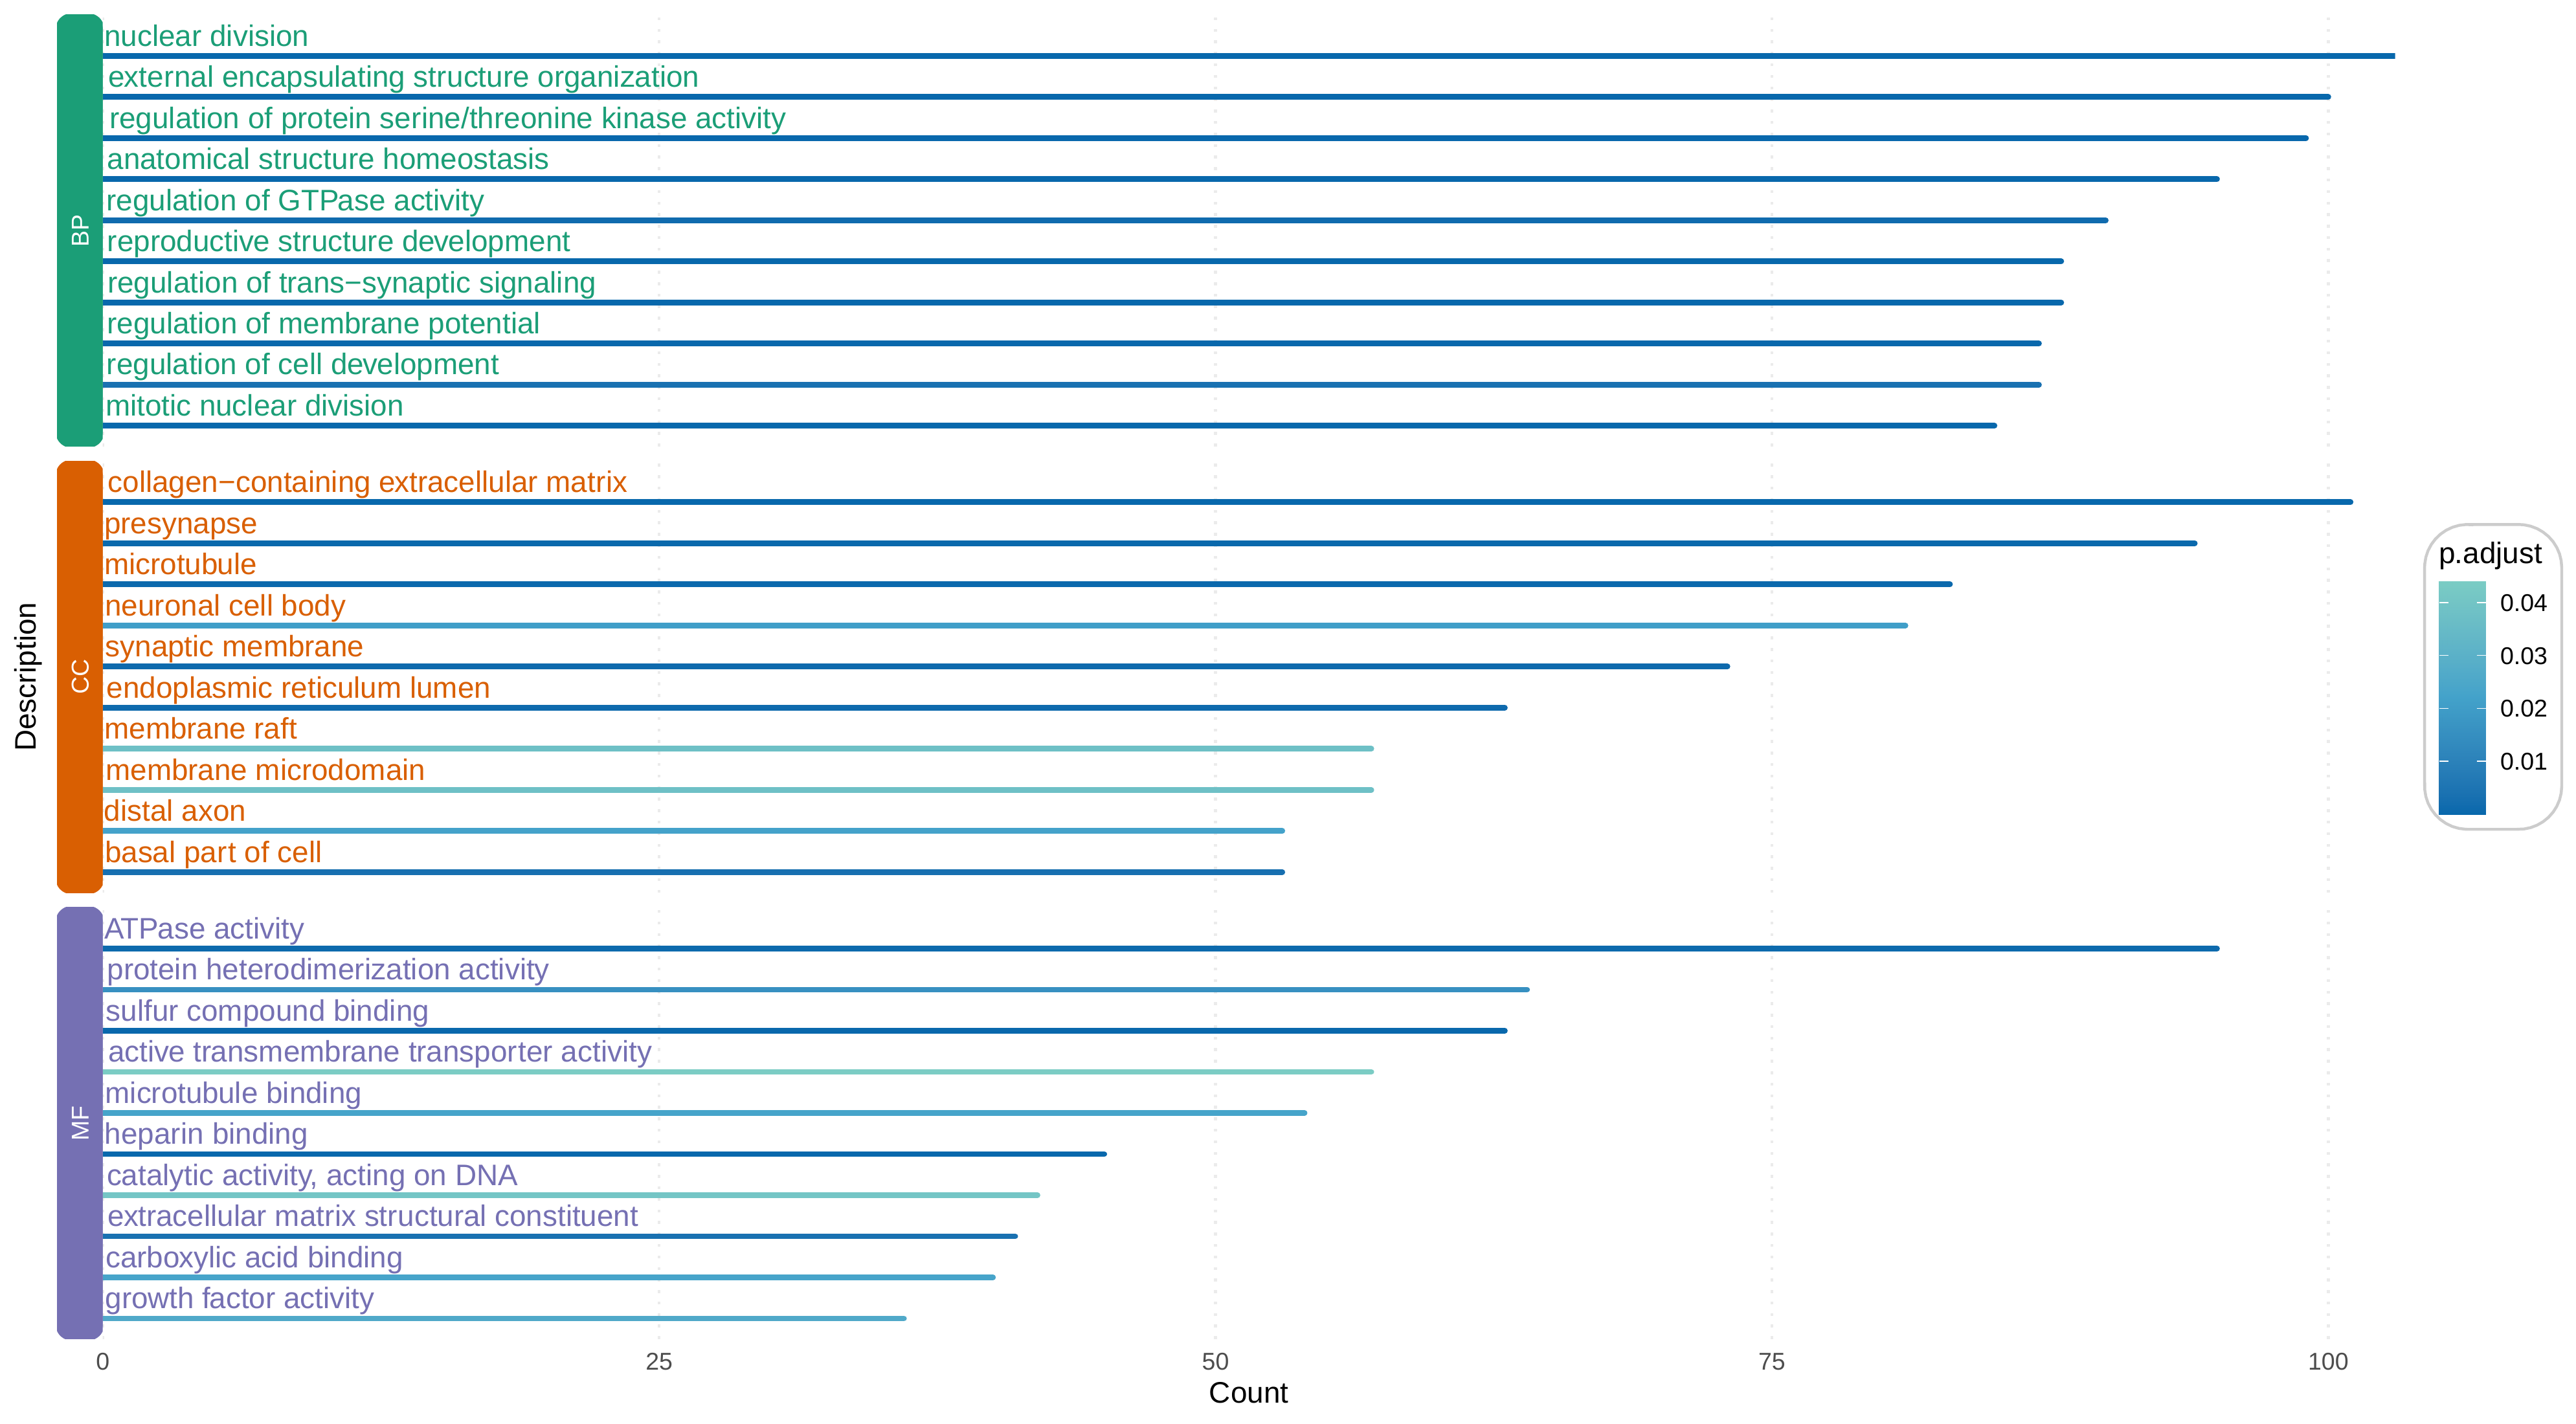 nuclear division
external encapsulating structure organization
regulation of protein serine/threonine kinase activity
anatomical structure homeostasis
regulation of GTPase activity
reproductive structure development
regulation of trans−synaptic signaling
regulation of membrane potential
regulation of cell development
mitotic nuclear division
BP
collagen−containing extracellular matrix
presynapse
microtubule
neuronal cell body
synaptic membrane
endoplasmic reticulum lumen
membrane raft
membrane microdomain
distal axon
basal part of cell
CC
Description
ATPase activity
protein heterodimerization activity
sulfur compound binding
active transmembrane transporter activity
microtubule binding
heparin binding
catalytic activity, acting on DNA
extracellular matrix structural constituent
carboxylic acid binding
growth factor activity
MF
0 25 50 75 100
Count
p.adjust
0.04
0.03
0.02
0.01